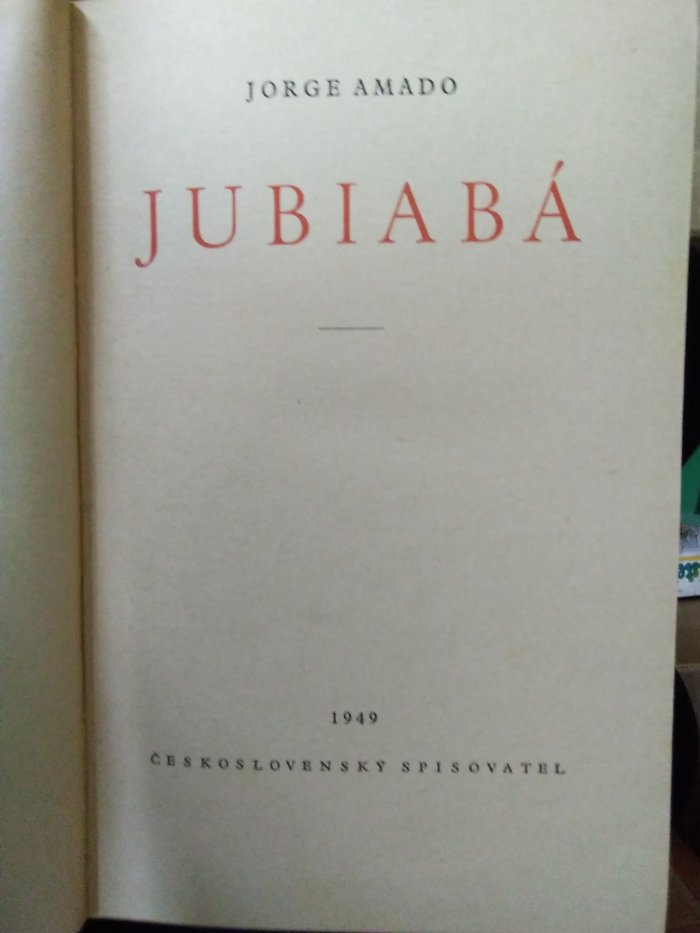 JORGE AMADO
JUBIABÁ
1949
ČESKOSLOVENSKÝ SPISOVATEL